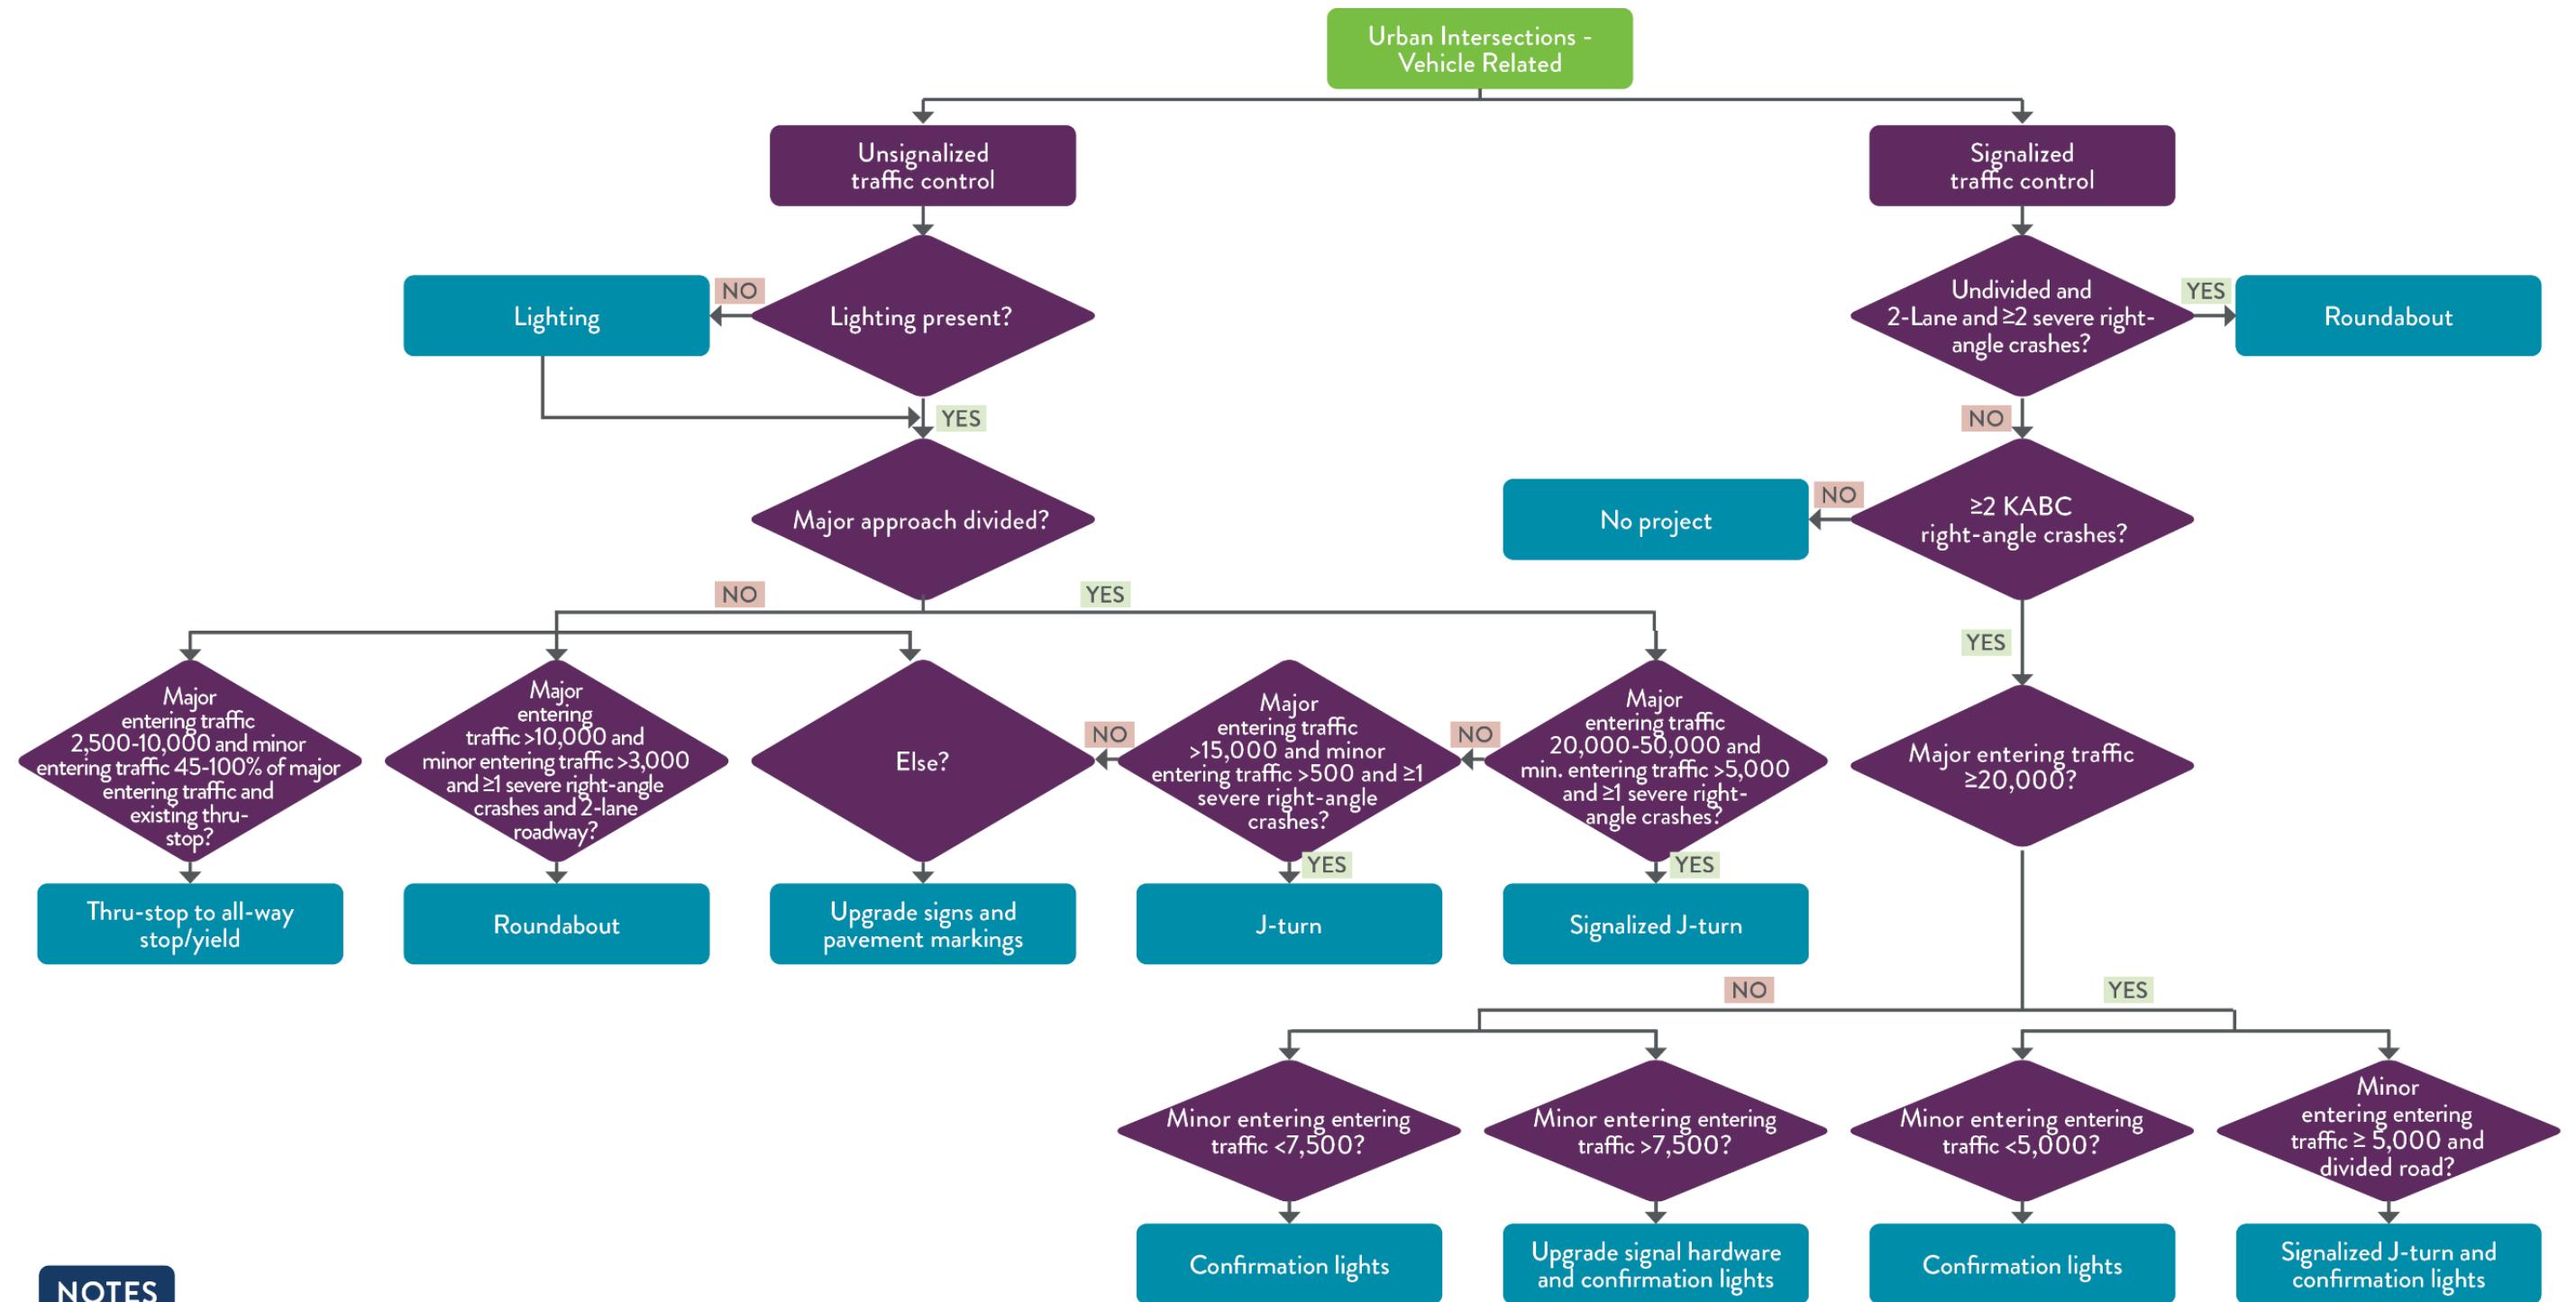 Urban Intersections -
Vehicle Related
Unsignalized
traffic control
Signalized
traffic control
Lighting
NO
Lighting present?
Undivided and
2-Lane and ≥2 severe right-
angle crashes?
YES
Roundabout
YES
NO
Major approach divided?
No project
NO
≥2 KABC
right-angle crashes?
NO
YES
YES
Major
entering traffic
2,500-10,000 and minor
entering traffic 45-100% of major
entering traffic and
existing thru-
stop?
Major
entering
traffic >10,000 and
minor entering traffic >3,000
and ≥1 severe right-angle
crashes and 2-lane
roadway?
Else?
NO
Major
entering traffic
>15,000 and minor
entering traffic >500 and ≥1
severe right-angle
crashes?
NO
Major
entering traffic
20,000-50,000 and
min. entering traffic >5,000
and ≥1 severe right-
angle crashes?
Major entering traffic
≥20,000?
YES
YES
Thru-stop to all-way
stop/yield
Roundabout
Upgrade signs and
pavement markings
J-turn
Signalized J-turn
NO
YES
Minor entering entering
traffic <7,500?
Minor entering entering
traffic >7,500?
Minor entering entering
traffic <5,000?
Minor
entering entering
traffic ≥ 5,000 and
divided road?
Confirmation lights
Upgrade signal hardware
and confirmation lights
Confirmation lights
Signalized J-turn and
confirmation lights
NOTES